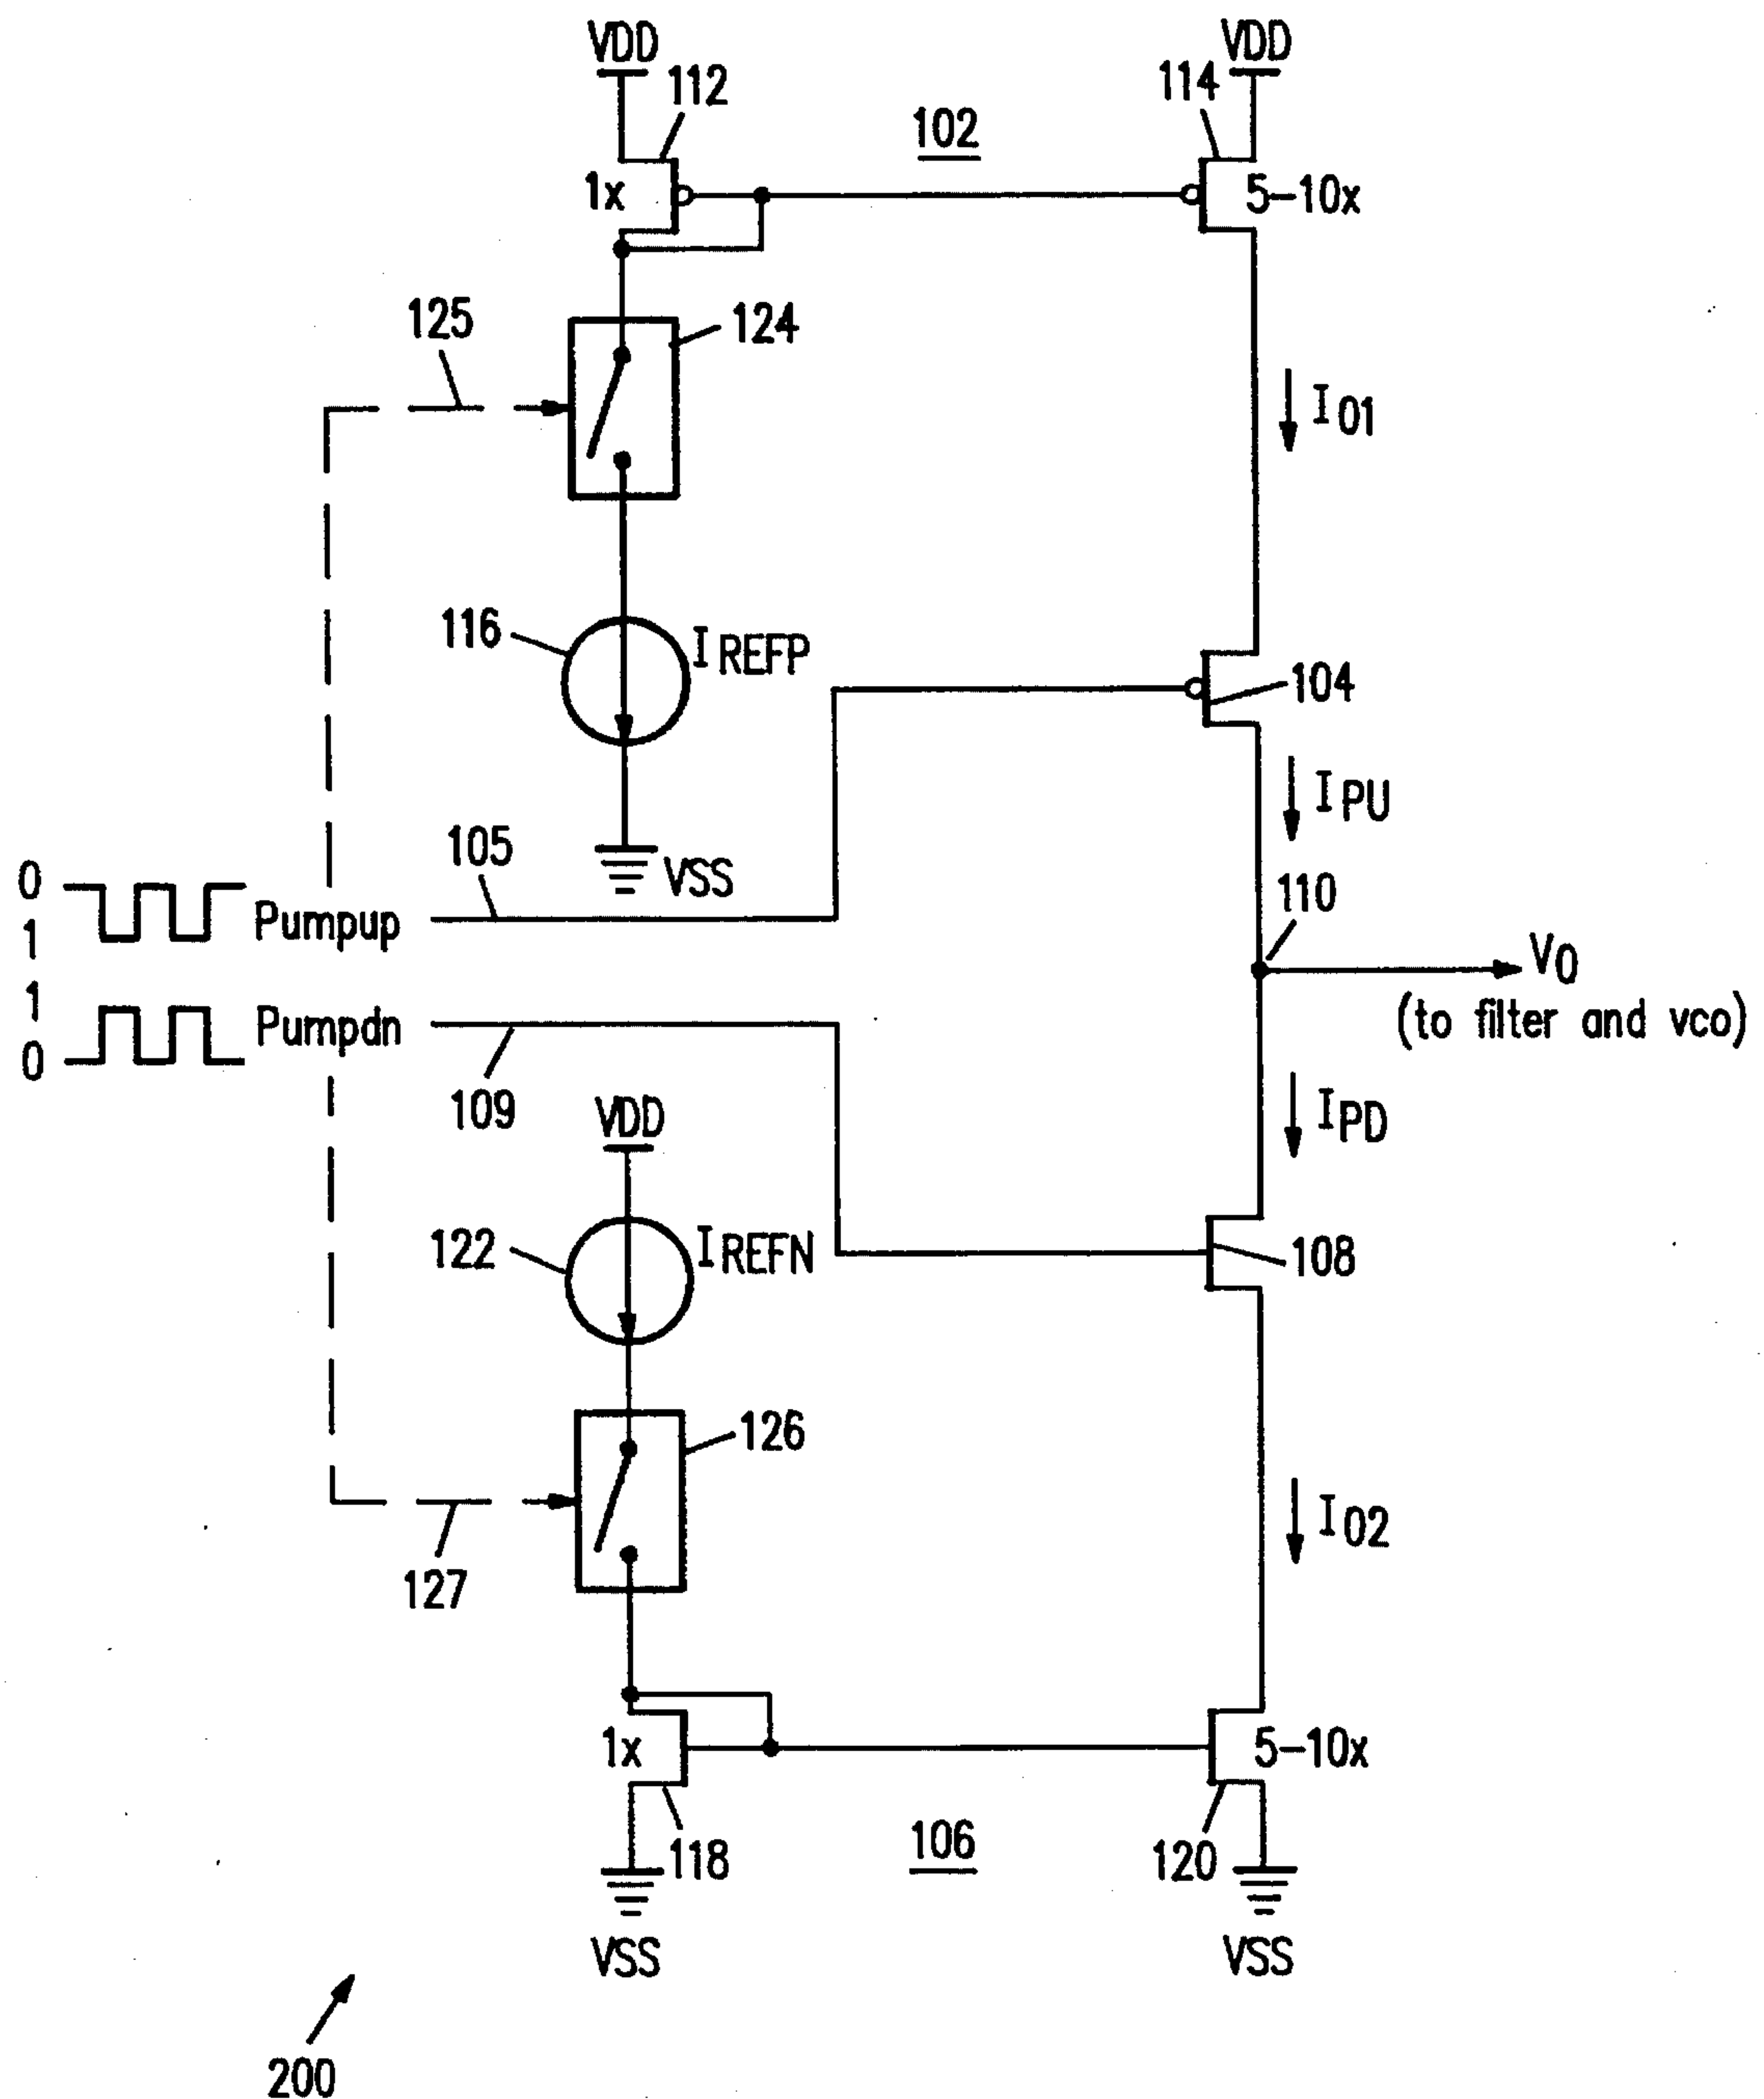 VDD
VDD
112
114
102
1x
5-10x
125
124
I01
116
IREFP
104
IPU
105
VSS
110
0
1
Pumpup
V0
(to filter and vco)
1
0
Pumpdn
109
VDD
IPD
122
IREFN
108
126
I02
127
1x
5-10x
118
106
120
VSS
VSS
200